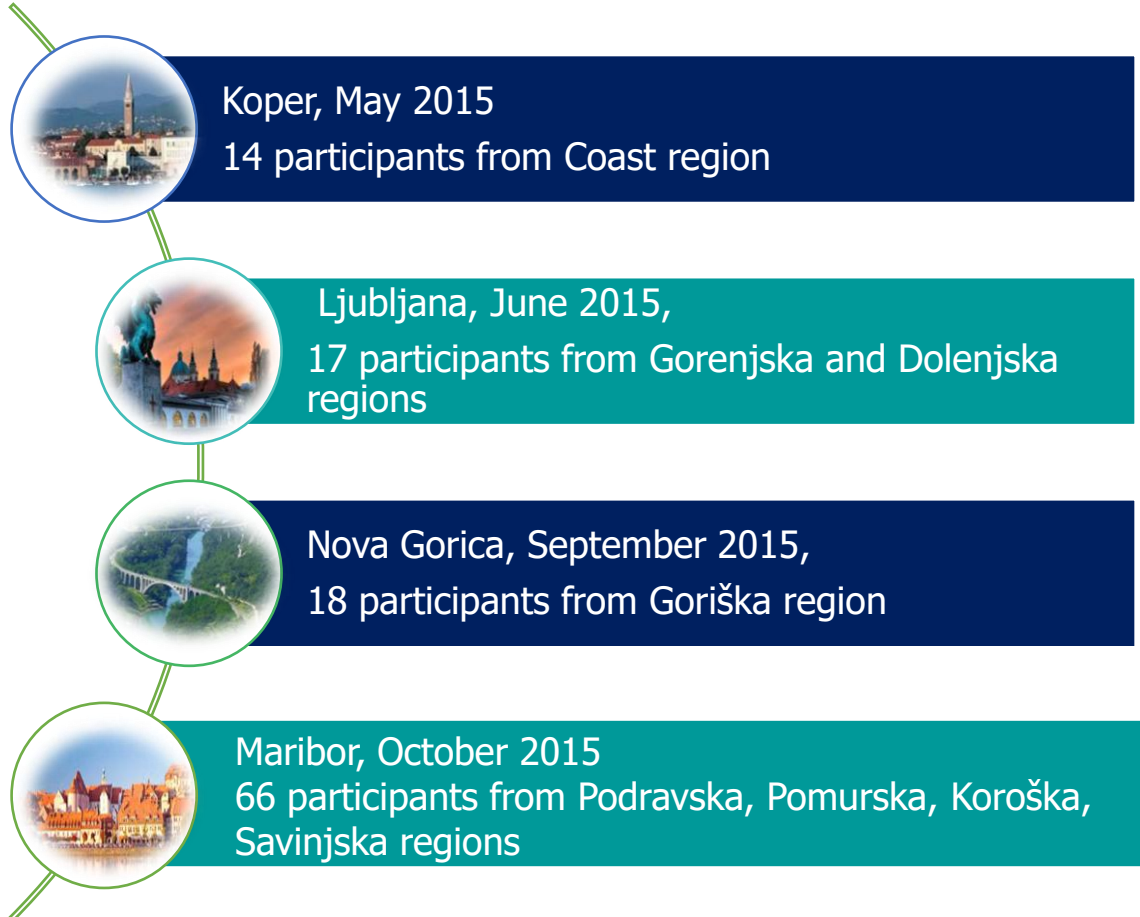 Koper, May 2015
14 participants from Coast region
Ljubljana, June 2015,
17 participants from Gorenjska and Dolenjska
regions
Nova Gorica, September 2015,
18 participants from Goriška region
Maribor, October 2015
66 participants from Podravska, Pomurska, Koroška,
Savinjska regions